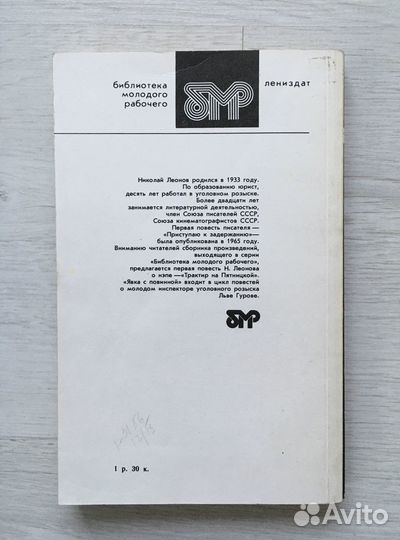 библиотека
молодого
рабочего
БМР
лениздат
Николай Леонов родился в 1933 году.
По образованию юрист,
десять лет работал в уголовном розыске.
Более двадцати лет
занимается литературной деятельностью,
член Союза писателей СССР,
Союза кинематографистов СССР.
Первая повесть писателя —
«Приступаю к задержанию»—
была опубликована в 1965 году.
Вниманию читателей сборника произведений,
выходящего в серии
«Библиотека молодого рабочего»,
предлагается первая повесть Н. Леонова
о нэпе —«Трактир на Пятницкой».
«Явка с повинной» входит в цикл повестей
о молодом инспекторе уголовного розыска
Льве Гурове.
БМР
1 р. 30 к.
Avito